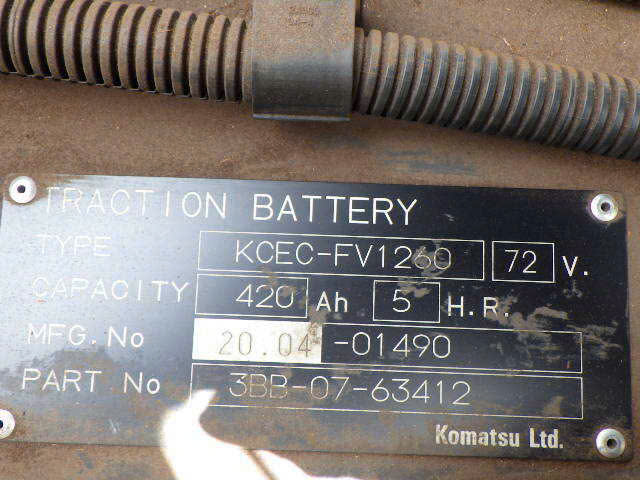 TRACTION BATTERY
TYPE KCEC-FV1260 72 V.
CAPACITY 420 Ah 5 H.R.
MFG.No 20.04 -01490
PART No 3BB-07-63412
Komatsu Ltd.